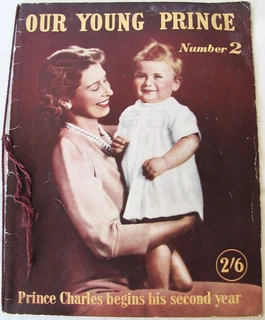 OUR YOUNG PRINCE
Number 2
2/6
Prince Charles begins his second year